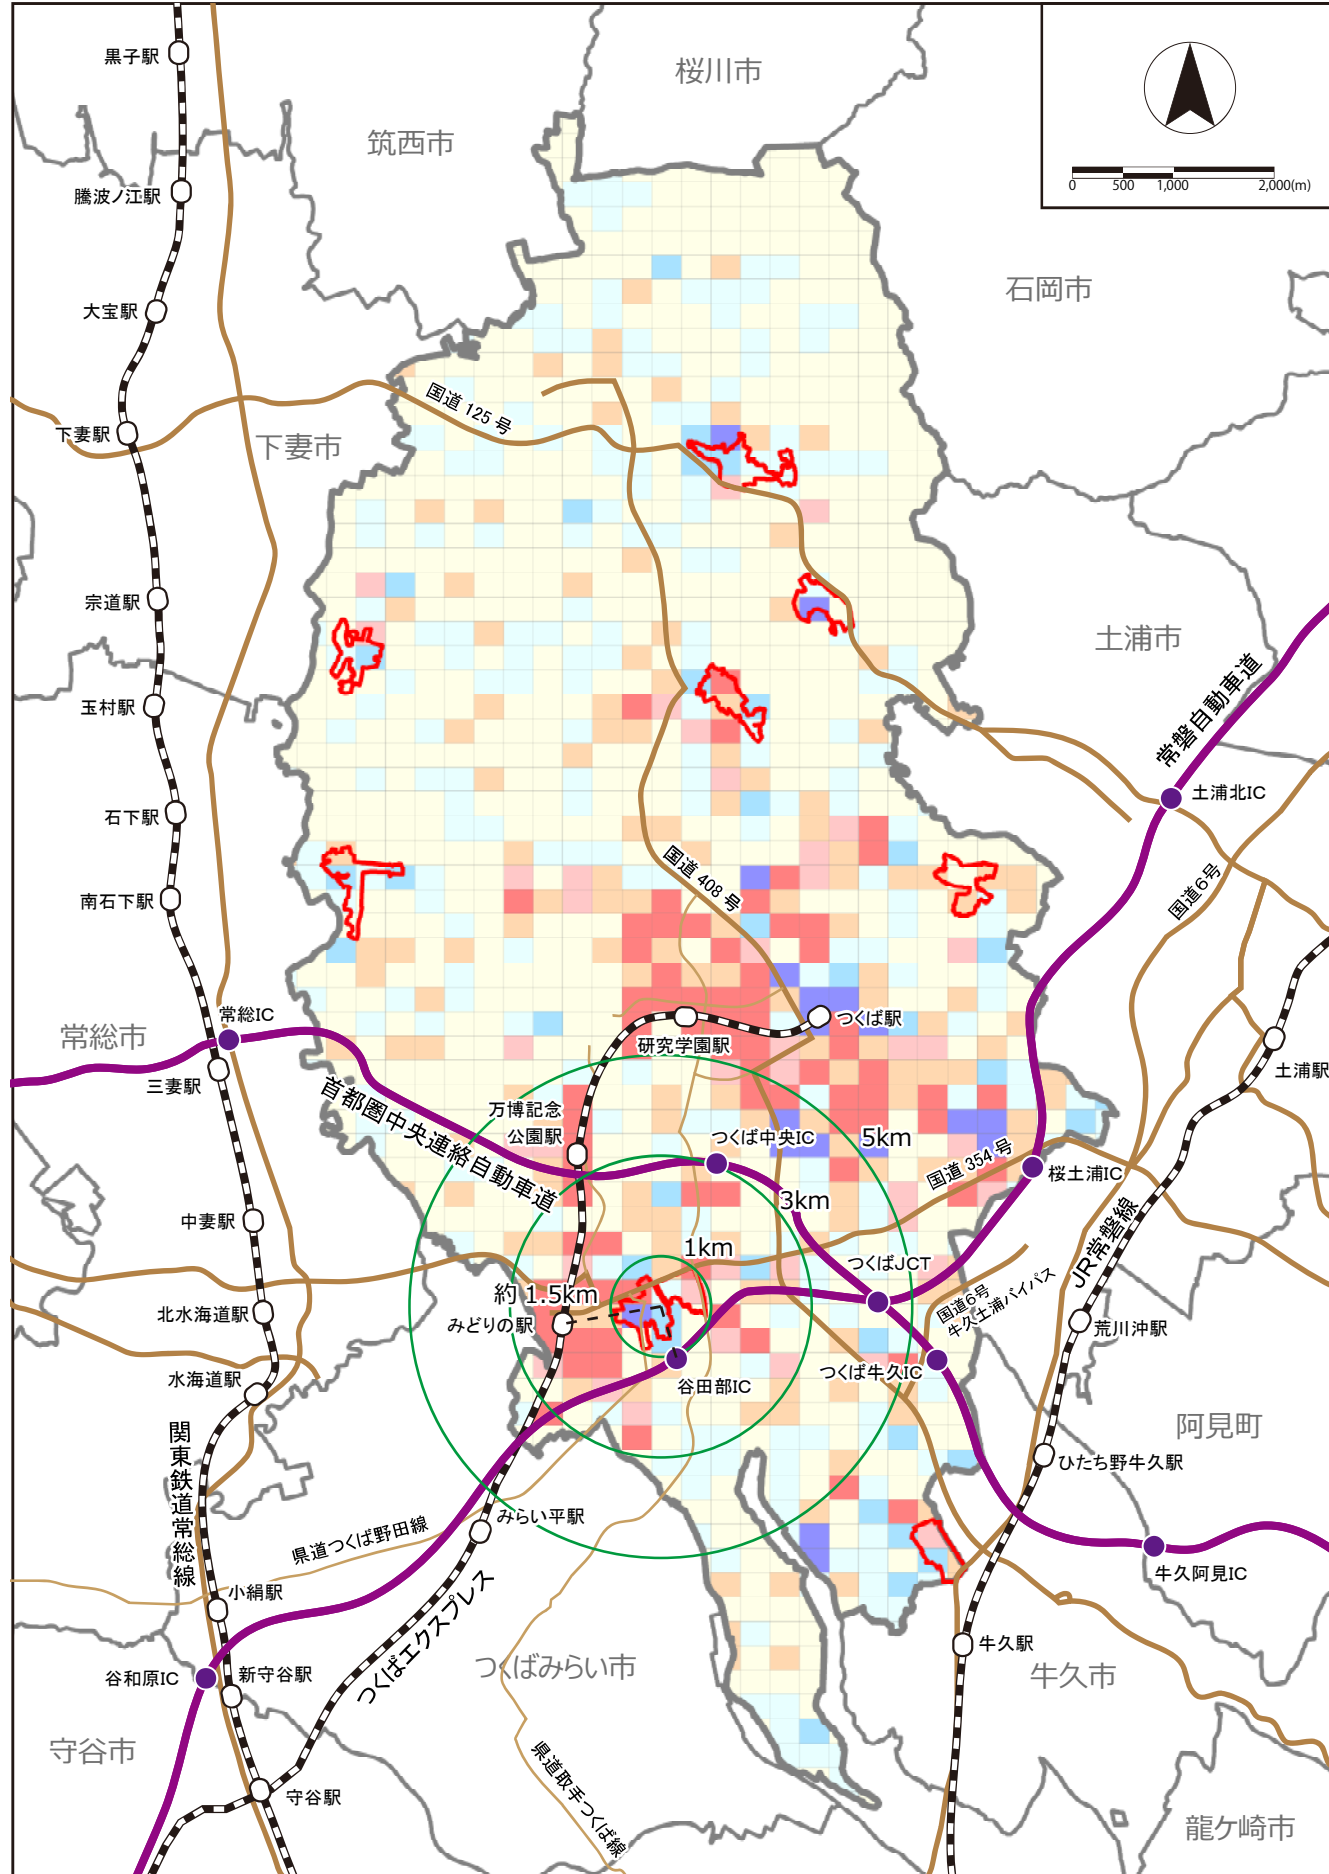 黒子駅
桜川市
筑西市
0 500 1,000 2,000(m)
騰波ノ江駅
石岡市
大宝駅
国道 125 号
下妻駅
下妻市
宗道駅
土浦市
玉村駅
常磐自動車道
土浦北IC
石下駅
国道 408 号
国道6号
南石下駅
常総IC
つくば駅
常総市
研究学園駅
三妻駅
土浦駅
首都圏中央連絡自動車道
万博記念
公園駅
つくば中央IC
5km
国道 354 号
桜土浦IC
中妻駅
3km
JR常磐線
1km
つくばJCT
約 1.5km
国道6号
牛久土浦バイパス
北水海道駅
みどりの駅
荒川沖駅
水海道駅
谷田部IC
つくば牛久IC
関東鉄道常総線
阿見町
ひたち野牛久駅
みらい平駅
県道つくば野田線
牛久阿見IC
小絹駅
つくばエクスプレス
牛久駅
谷和原IC
新守谷駅
つくばみらい市
牛久市
守谷市
県道取手つくば線
守谷駅
龍ケ崎市